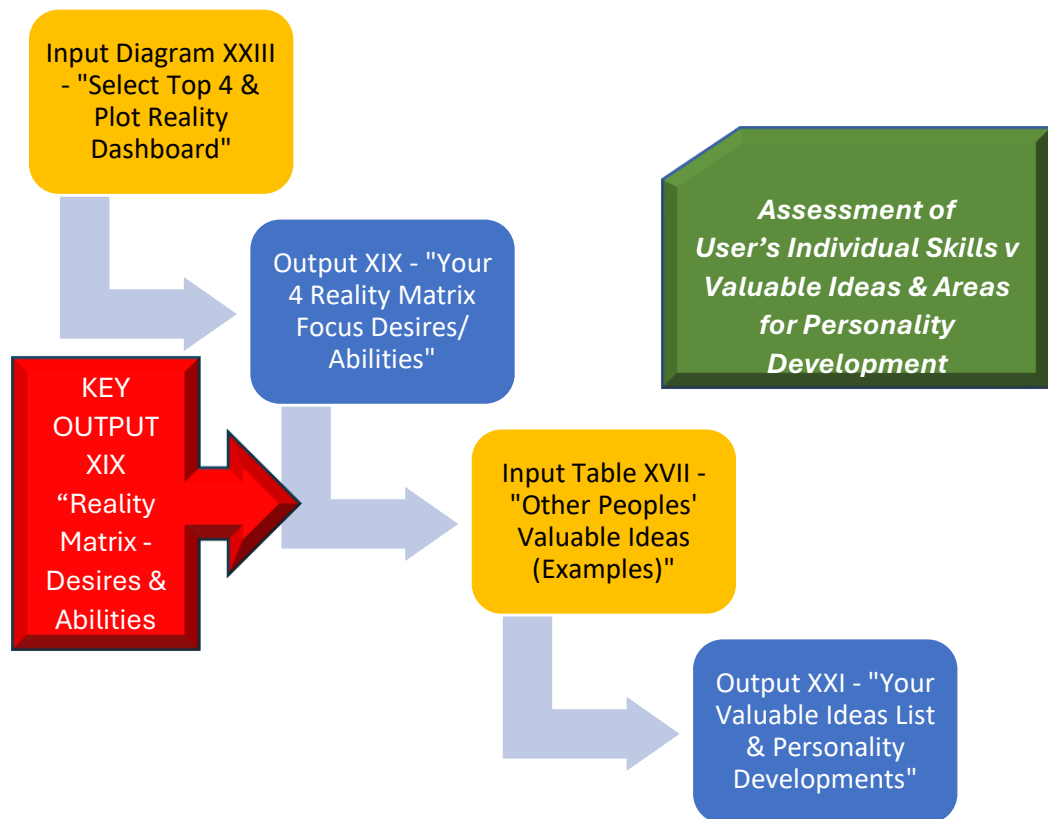 Input Diagram XXIII
- "Select Top 4 &
Plot Reality
Dashboard"
Assessment of
User’s Individual Skills v
Valuable Ideas & Areas
for Personality
Development
Output XIX - "Your
4 Reality Matrix
Focus Desires/
Abilities"
KEY
OUTPUT
XIX
“Reality
Matrix -
Desires &
Abilities
Input Table XVII -
"Other Peoples'
Valuable Ideas
(Examples)"
Output XXI - "Your
Valuable Ideas List
& Personality
Developments"